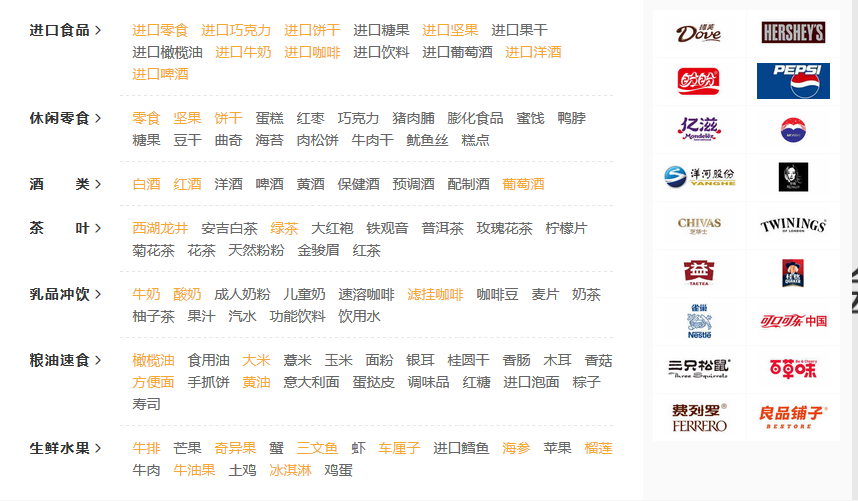 进口食品 >
进口零食 进口巧克力 进口饼干 进口糖果 进口坚果 进口果干
进口橄榄油 进口牛奶 进口咖啡 进口饮料 进口葡萄酒 进口洋酒
进口啤酒
休闲零食 >
零食 坚果 饼干 蛋糕 红枣 巧克力 猪肉脯 膨化食品 蜜饯 鸭脖
糖果 豆干 曲奇 海苔 肉松饼 牛肉干 鱿鱼丝 糕点
酒 类 >
白酒 红酒 洋酒 啤酒 黄酒 保健酒 预调酒 配制酒 葡萄酒
茶 叶 >
西湖龙井 安吉白茶 绿茶 大红袍 铁观音 普洱茶 玫瑰花茶 柠檬片
菊花茶 花茶 天然粉粉 金骏眉 红茶
乳品冲饮 >
牛奶 酸奶 成人奶粉 儿童奶 速溶咖啡 滤挂咖啡 咖啡豆 麦片 奶茶
柚子茶 果汁 汽水 功能饮料 饮用水
粮油速食 >
橄榄油 食用油 大米 薏米 玉米 面粉 银耳 桂圆干 香肠 木耳 香菇
方便面 手抓饼 黄油 意大利面 蛋挞皮 调味品 红糖 进口泡面 粽子
寿司
生鲜水果 >
牛排 芒果 奇异果 蟹 三文鱼 虾 车厘子 进口鳕鱼 海参 苹果 榴莲
牛肉 牛油果 土鸡 冰淇淋 鸡蛋
Dove 德芙
HERSHEY'S
盼盼
PEPSI
亿滋
Mondelēz
洋河股份
YANGHE
CHIVAS
芝华士
TWININGS
OF LONDON
益
TAETEA
桂格
QUAKER
雀巢
Nestlé
可口可乐 中国
三只松鼠
Three Squirrels
百草味
费列罗
FERRERO
良品铺子
BESTORE